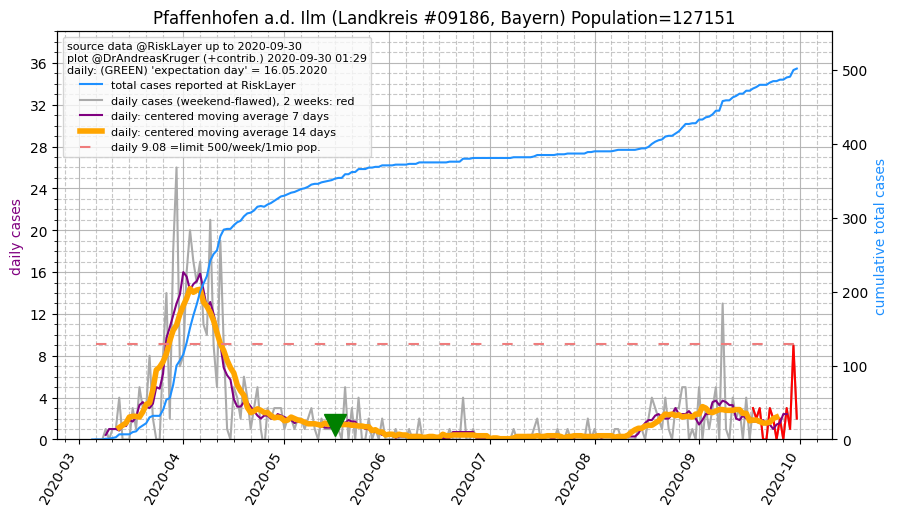 Pfaffenhofen a.d. Ilm (Landkreis #09186, Bayern) Population=127151
source data @RiskLayer up to 2020-09-30
plot @DrAndreasKruger (+contrib.) 2020-09-30 01:29
daily: (GREEN) 'expectation day' = 16.05.2020
total cases reported at RiskLayer
daily cases (weekend-flawed), 2 weeks: red
daily: centered moving average 7 days
daily: centered moving average 14 days
daily 9.08 =limit 500/week/1mio pop.
daily cases
36
32
28
24
20
16
12
8
4
0
cumulative total cases
500
400
300
200
100
0
2020-03
2020-04
2020-05
2020-06
2020-07
2020-08
2020-09
2020-10